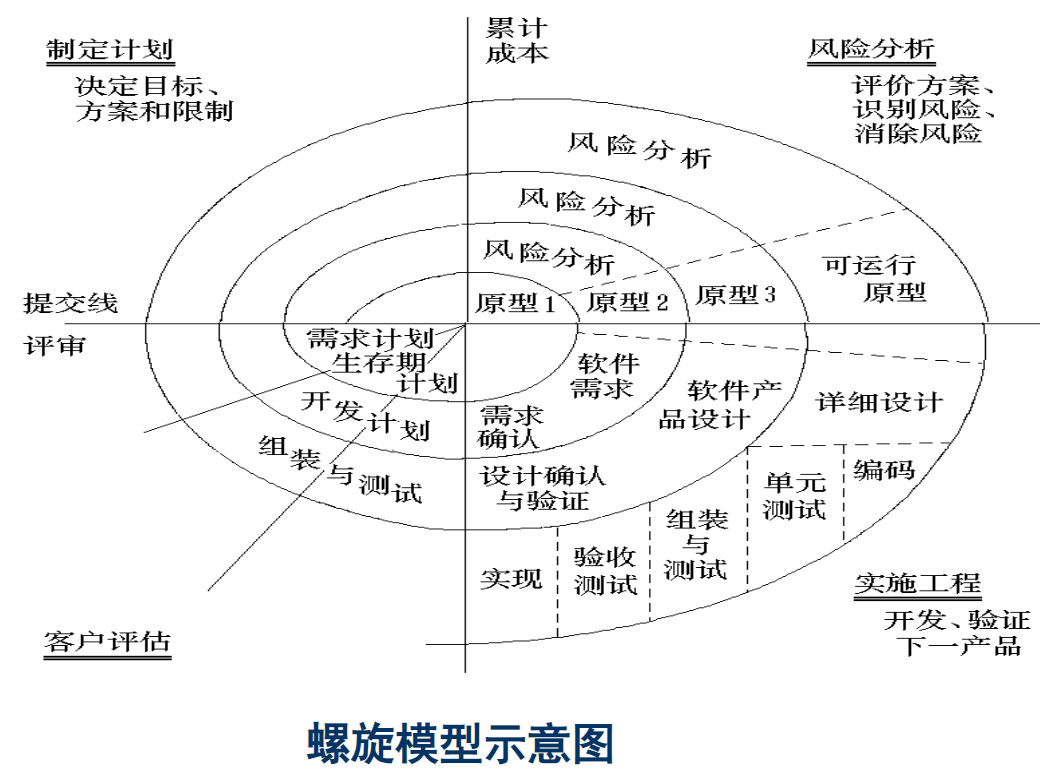 累计
成本
制定计划
决定目标、
方案和限制
风险分析
评价方案、
识别风险、
消除风险
风险分析
风险分析
风险分析
可运行
原型
提交线
原型1
原型2
原型3
评审
需求计划
生存期
计划
软件
需求
软件产
品设计
详细设计
开发计划
需求
确认
组装与测试
设计确认
与验证
单元
测试
编码
组装
与
测试
实现
验收
测试
实施工程
开发、验证
下一产品
客户评估
螺旋模型示意图